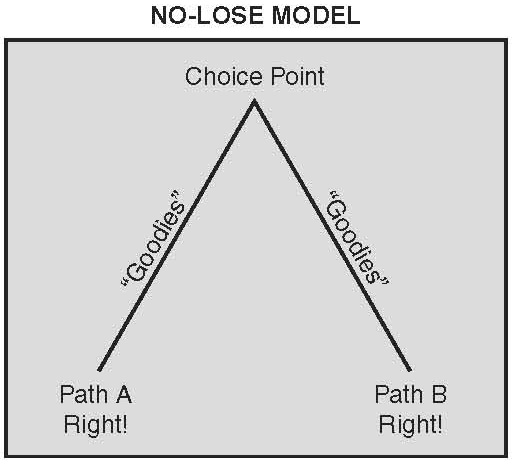 NO-LOSE MODEL
Choice Point
“Goodies”
“Goodies”
Path A
Right!
Path B
Right!